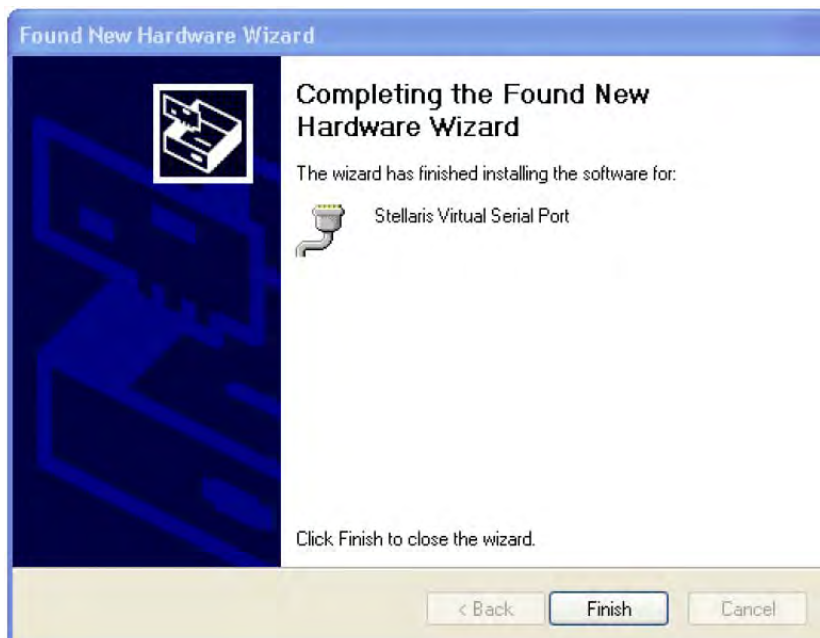 Found New Hardware Wizard
Completing the Found New
Hardware Wizard
The wizard has finished installing the software for:
Stellaris Virtual Serial Port
Click Finish to close the wizard.
< Back
Finish
Cancel